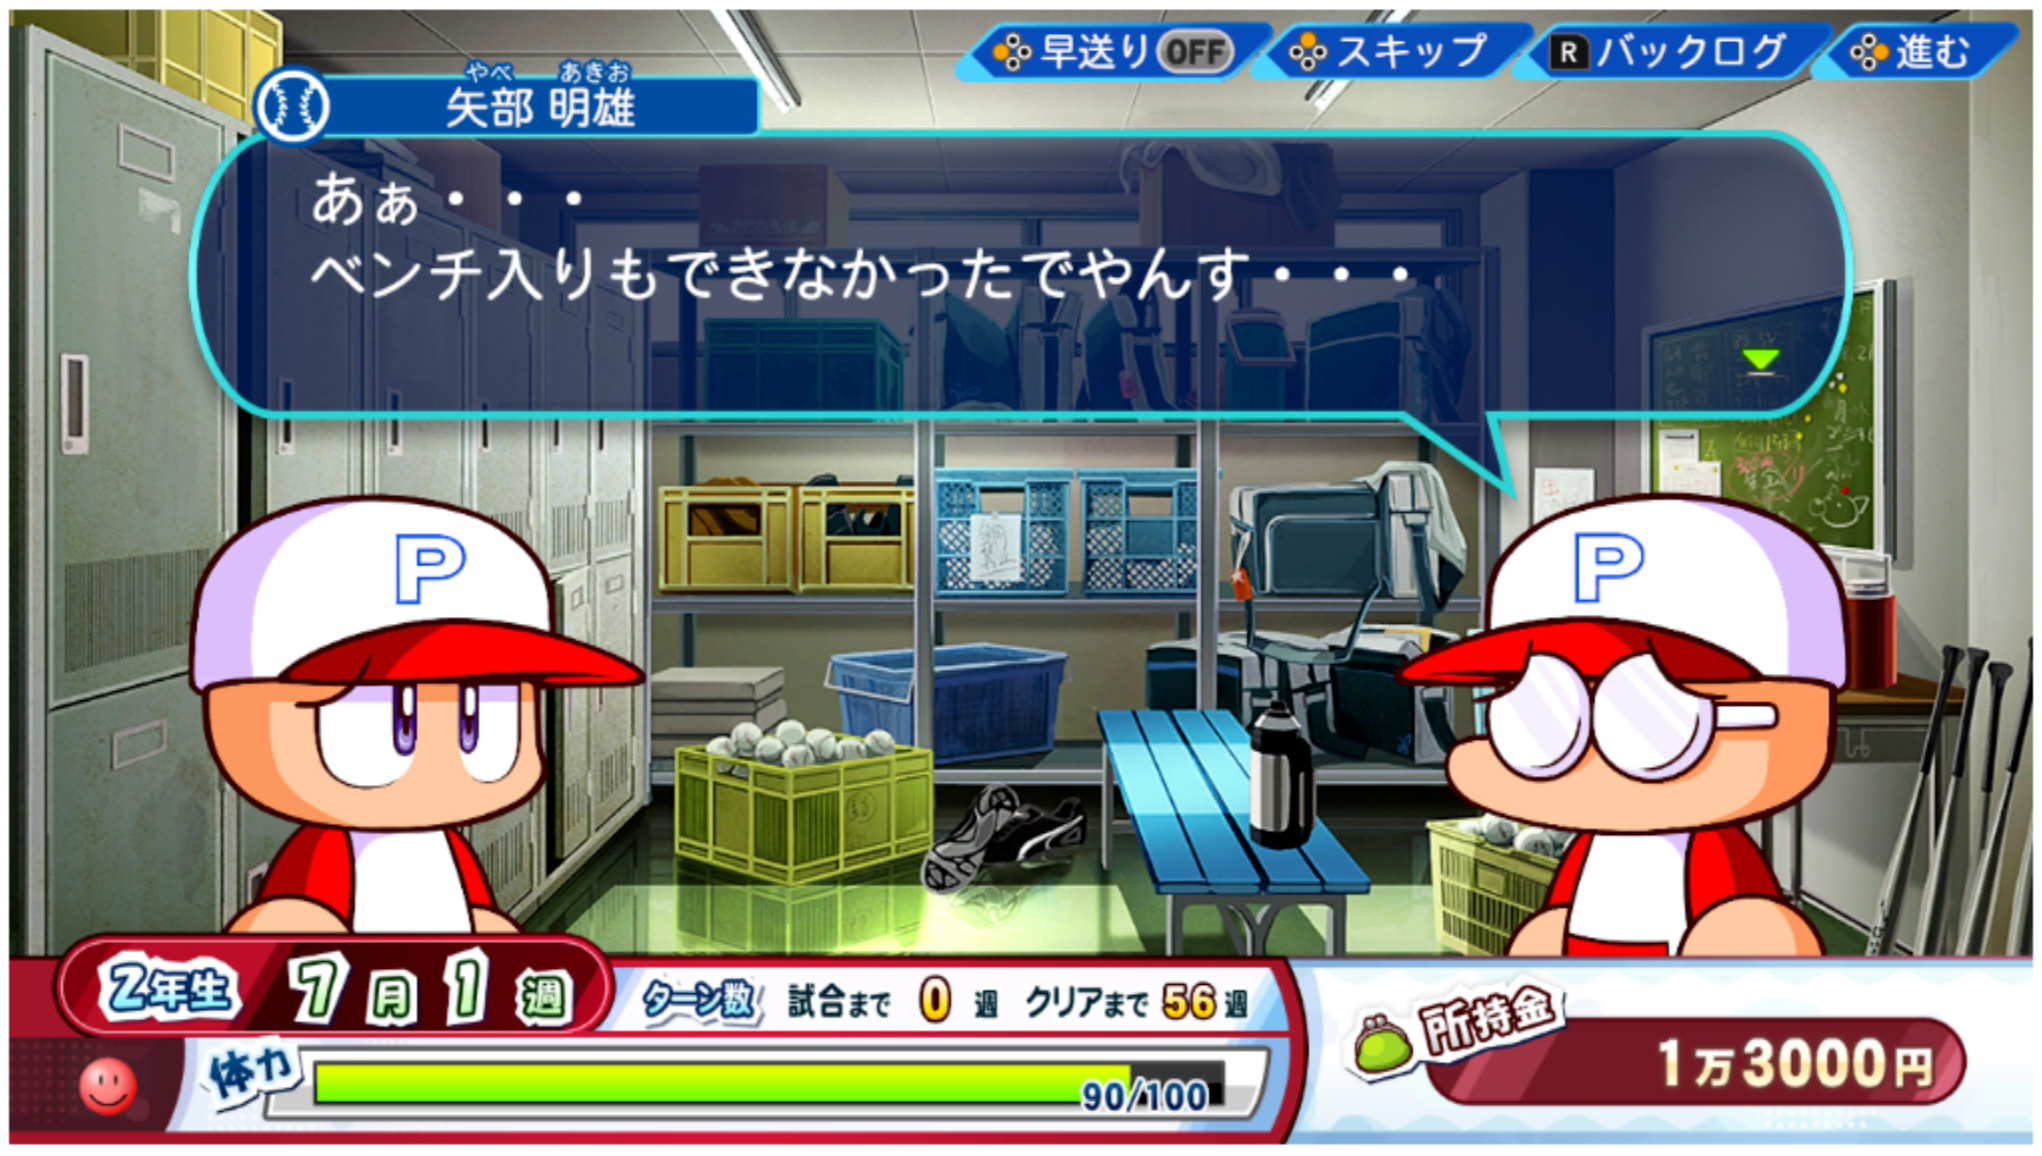 早送り OFF スキップ R バックログ 進む
やべ あきお
矢部 明雄
あぁ・・・
ベンチ入りもできなかったでやんす・・・
P
P
2年生 7月1週
ターン数 試合まで 0 週 クリアまで 56 週
所持金
1万3000円
体力
90/100